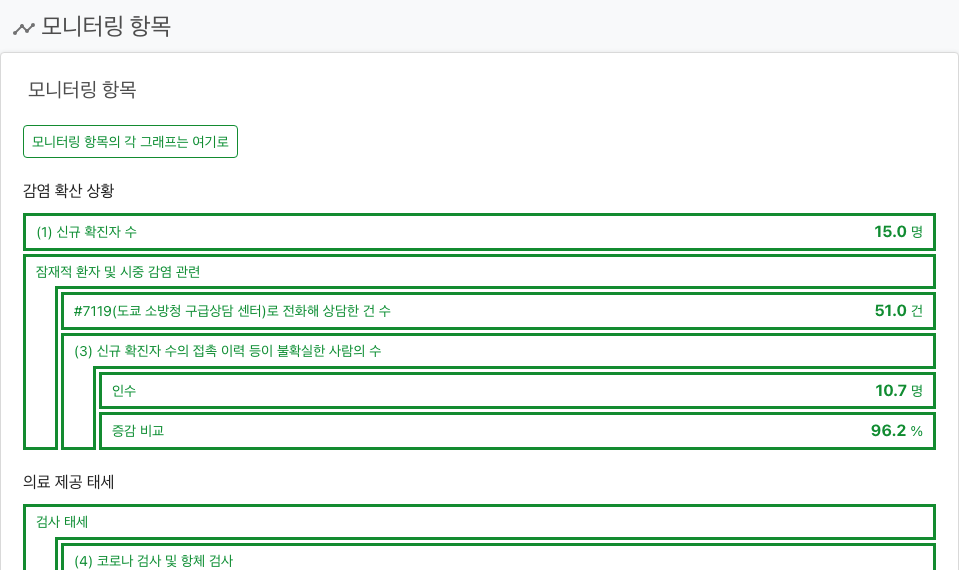 모니터링 항목
모니터링 항목
모니터링 항목의 각 그래프는 여기로
감염 확산 상황
(1) 신규 확진자 수 15.0 명
잠재적 환자 및 시중 감염 관련
#7119(도쿄 소방청 구급상담 센터)로 전화해 상담한 건 수 51.0 건
(3) 신규 확진자 수의 접촉 이력 등이 불확실한 사람의 수
인수 10.7 명
증감 비교 96.2 %
의료 제공 태세
검사 태세
(4) 코로나 검사 및 항체 검사